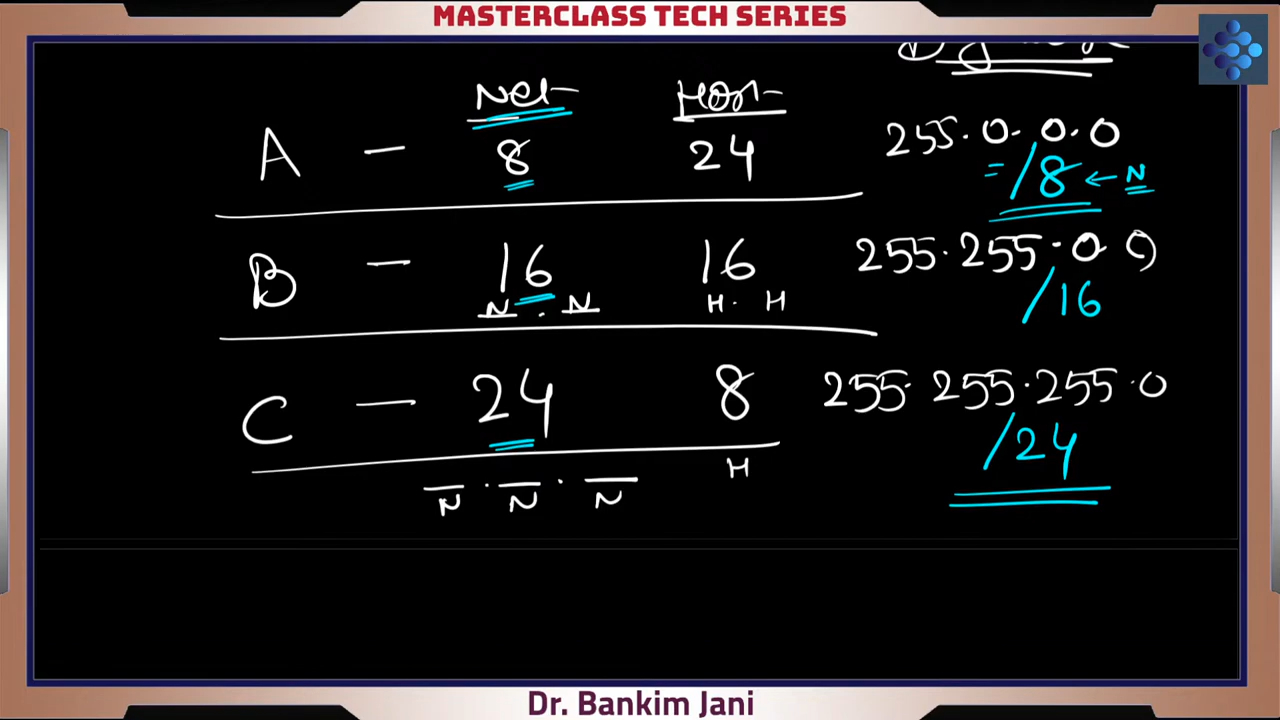 MASTERCLASS TECH SERIES
Net Host
A - 8 24 255.0.0.0
= /8 ← N
B - 16 16 255.255.0 0
N . N H . H /16
C - 24 8 255.255.255.0
/24
N . N . N H
Dr. Bankim Jani